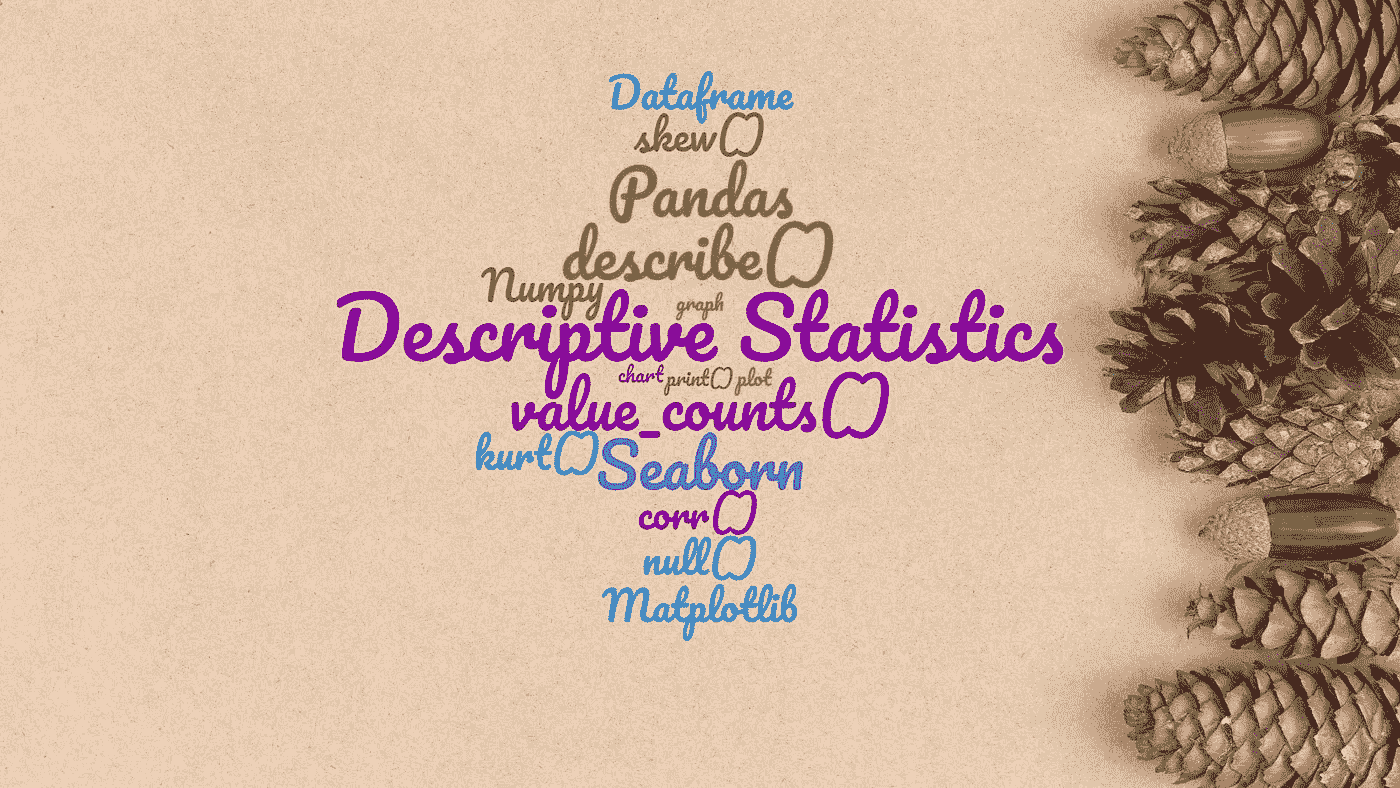 Dataframe
skew()
Pandas
describe()
Numpy
graph
Descriptive Statistics
chart print() plot
value_counts()
kurt() Seaborn
corr()
null()
Matplotlib